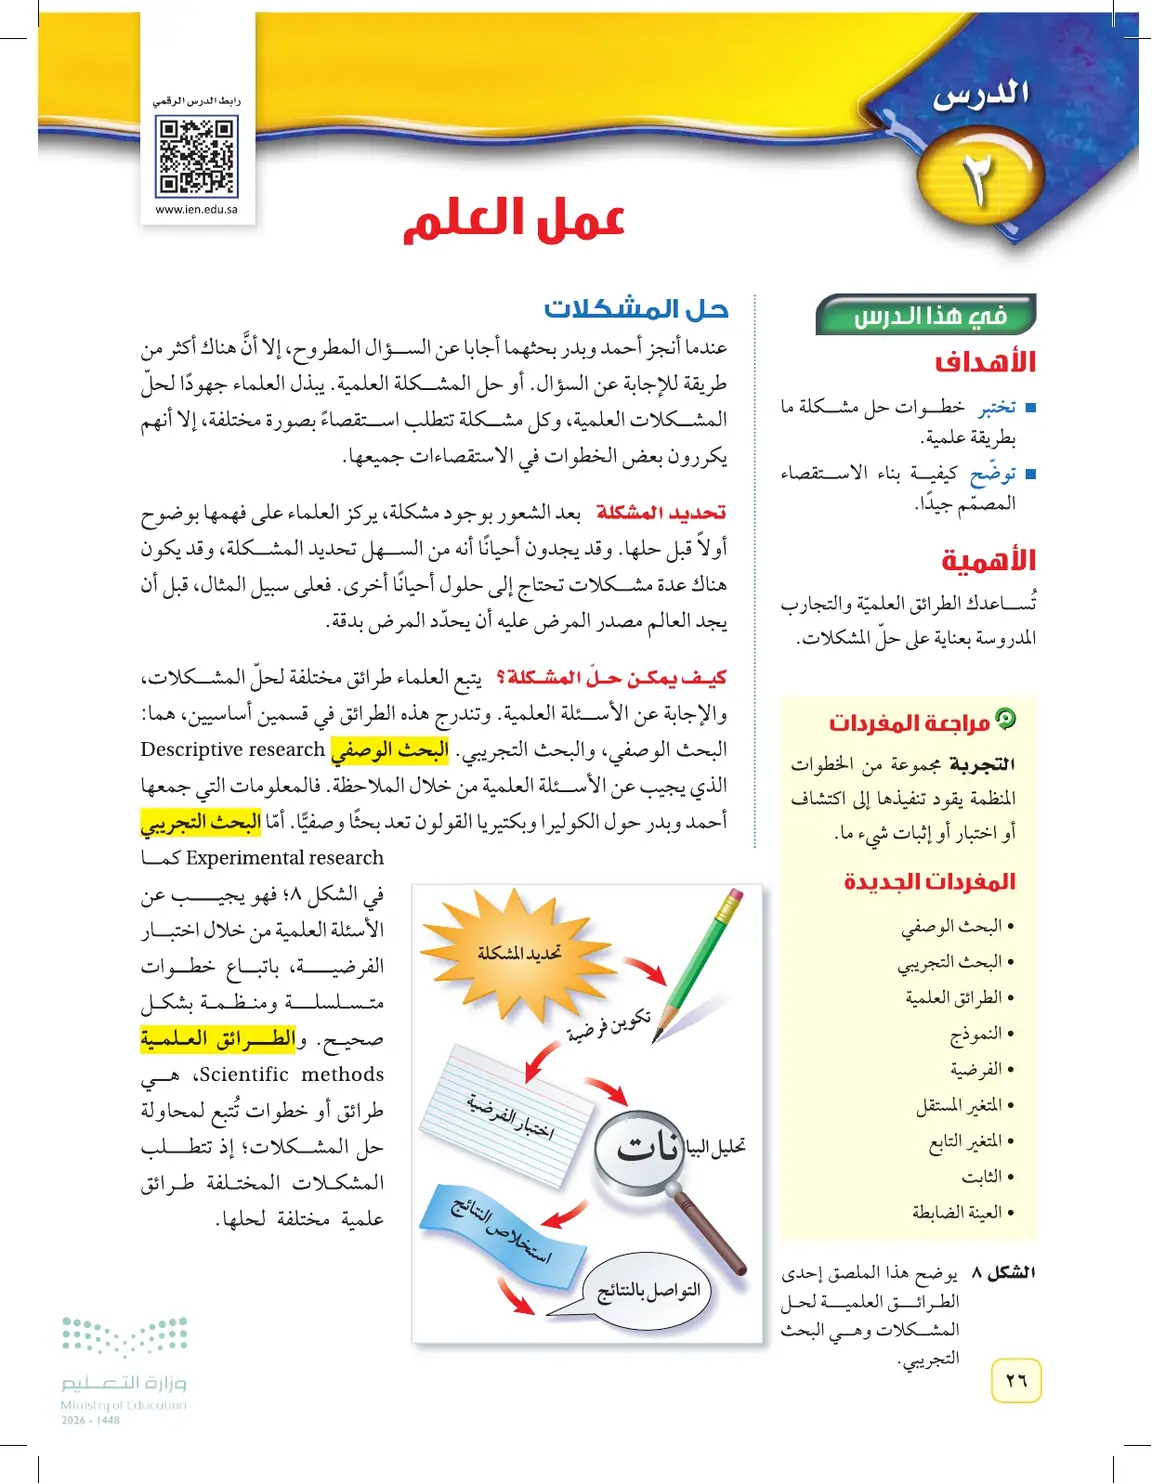 رابط الدرس الرقمي
www.ien.edu.sa
الدرس
٢
عمل العلم
في هذا الدرس
الأهداف
■ تختبر خطوات حل مشكلة ما
بطريقة علمية.
■ توضّح كيفية بناء الاستقصاء
المصمّم جيدًا.
الأهمية
تُساعدك الطرائق العلميّة والتجارب
المدروسة بعناية على حلّ المشكلات.
مراجعة المفردات
التجربة مجموعة من الخطوات
المنظمة يقود تنفيذها إلى اكتشاف
أو اختبار أو إثبات شيء ما.
المفردات الجديدة
• البحث الوصفي
• البحث التجريبي
• الطرائق العلمية
• النموذج
• الفرضية
• المتغير المستقل
• المتغير التابع
• الثابت
• العينة الضابطة
حل المشكلات
عندما أنجز أحمد وبدر بحثهما أجابا عن السؤال المطروح، إلا أنَّ هناك أكثر من
طريقة للإجابة عن السؤال. أو حل المشكلة العلمية. يبذل العلماء جهودًا لحلّ
المشكلات العلمية، وكل مشكلة تتطلب استقصاءً بصورة مختلفة، إلا أنهم
يكررون بعض الخطوات في الاستقصاءات جميعها.
تحديد المشكلة بعد الشعور بوجود مشكلة، يركز العلماء على فهمها بوضوح
أولاً قبل حلها. وقد يجدون أحيانًا أنه من السهل تحديد المشكلة، وقد يكون
هناك عدة مشكلات تحتاج إلى حلول أحيانًا أخرى. فعلى سبيل المثال، قبل أن
يجد العالم مصدر المرض عليه أن يحدّد المرض بدقة.
كيف يمكن حلّ المشكلة؟ يتبع العلماء طرائق مختلفة لحلّ المشكلات،
والإجابة عن الأسئلة العلمية. وتندرج هذه الطرائق في قسمين أساسيين، هما:
البحث الوصفي، والبحث التجريبي. البحث الوصفي Descriptive research
الذي يجيب عن الأسئلة العلمية من خلال الملاحظة. فالمعلومات التي جمعها
أحمد وبدر حول الكوليرا وبكتيريا القولون تعد بحثًا وصفيًّا. أمّا البحث التجريبي
Experimental research كما
في الشكل ٨؛ فهو يجيب عن
الأسئلة العلمية من خلال اختبار
الفرضية، باتباع خطوات
متسلسلة ومنظمة بشكل
صحيح. والطرائق العلمية
Scientific methods، هي
طرائق أو خطوات تُتبع لمحاولة
حل المشكلات؛ إذ تتطلب
المشكلات المختلفة طرائق
علمية مختلفة لحلها.
تحديد المشكلة
تكوين فرضية
اختبار الفرضية
تحليل البيانات
استخلاص النتائج
التواصل بالنتائج
الشكل ٨ يوضح هذا الملصق إحدى
الطرائق العلمية لحل
المشكلات وهي البحث
التجريبي.
٢٦
وزارة التعليم
Ministry of Education
2026 - 1448